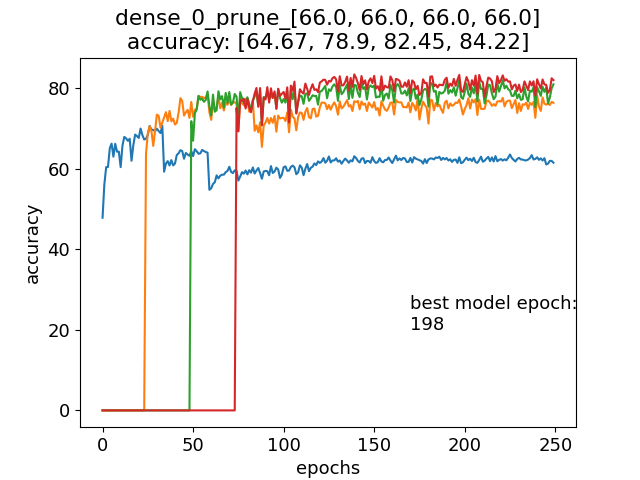 dense_0_prune_[66.0, 66.0, 66.0, 66.0]
accuracy: [64.67, 78.9, 82.45, 84.22]
80
60
40
20
0
accuracy
best model epoch:
198
0 50 100 150 200 250
epochs